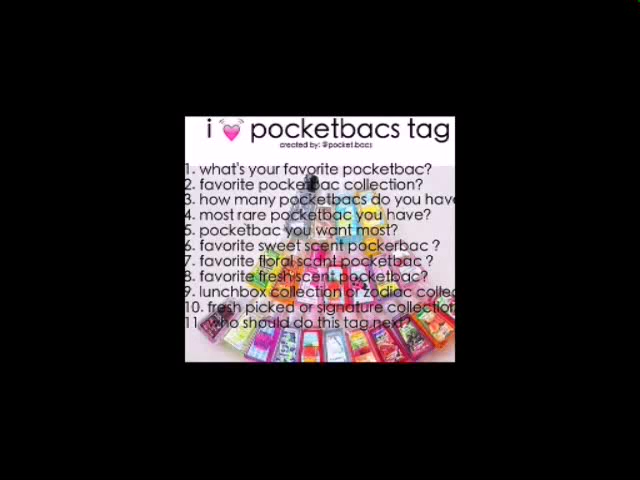 i 💓 pocketbacs tag
created by: @pocket.bacs
1. what's your favorite pocketbac?
2. favorite pocketbac collection?
3. how many pocketbacs do you have
4. most rare pocketbac you have?
5. pocketbac you want most?
6. favorite sweet scent pockerbac ?
7. favorite floral scant pocketbac ?
8. favorite fresh scent pocketbac?
9. lunchbox collection or zodiac collec
10. fresh picked or signature collection
11. who should do this tag next?